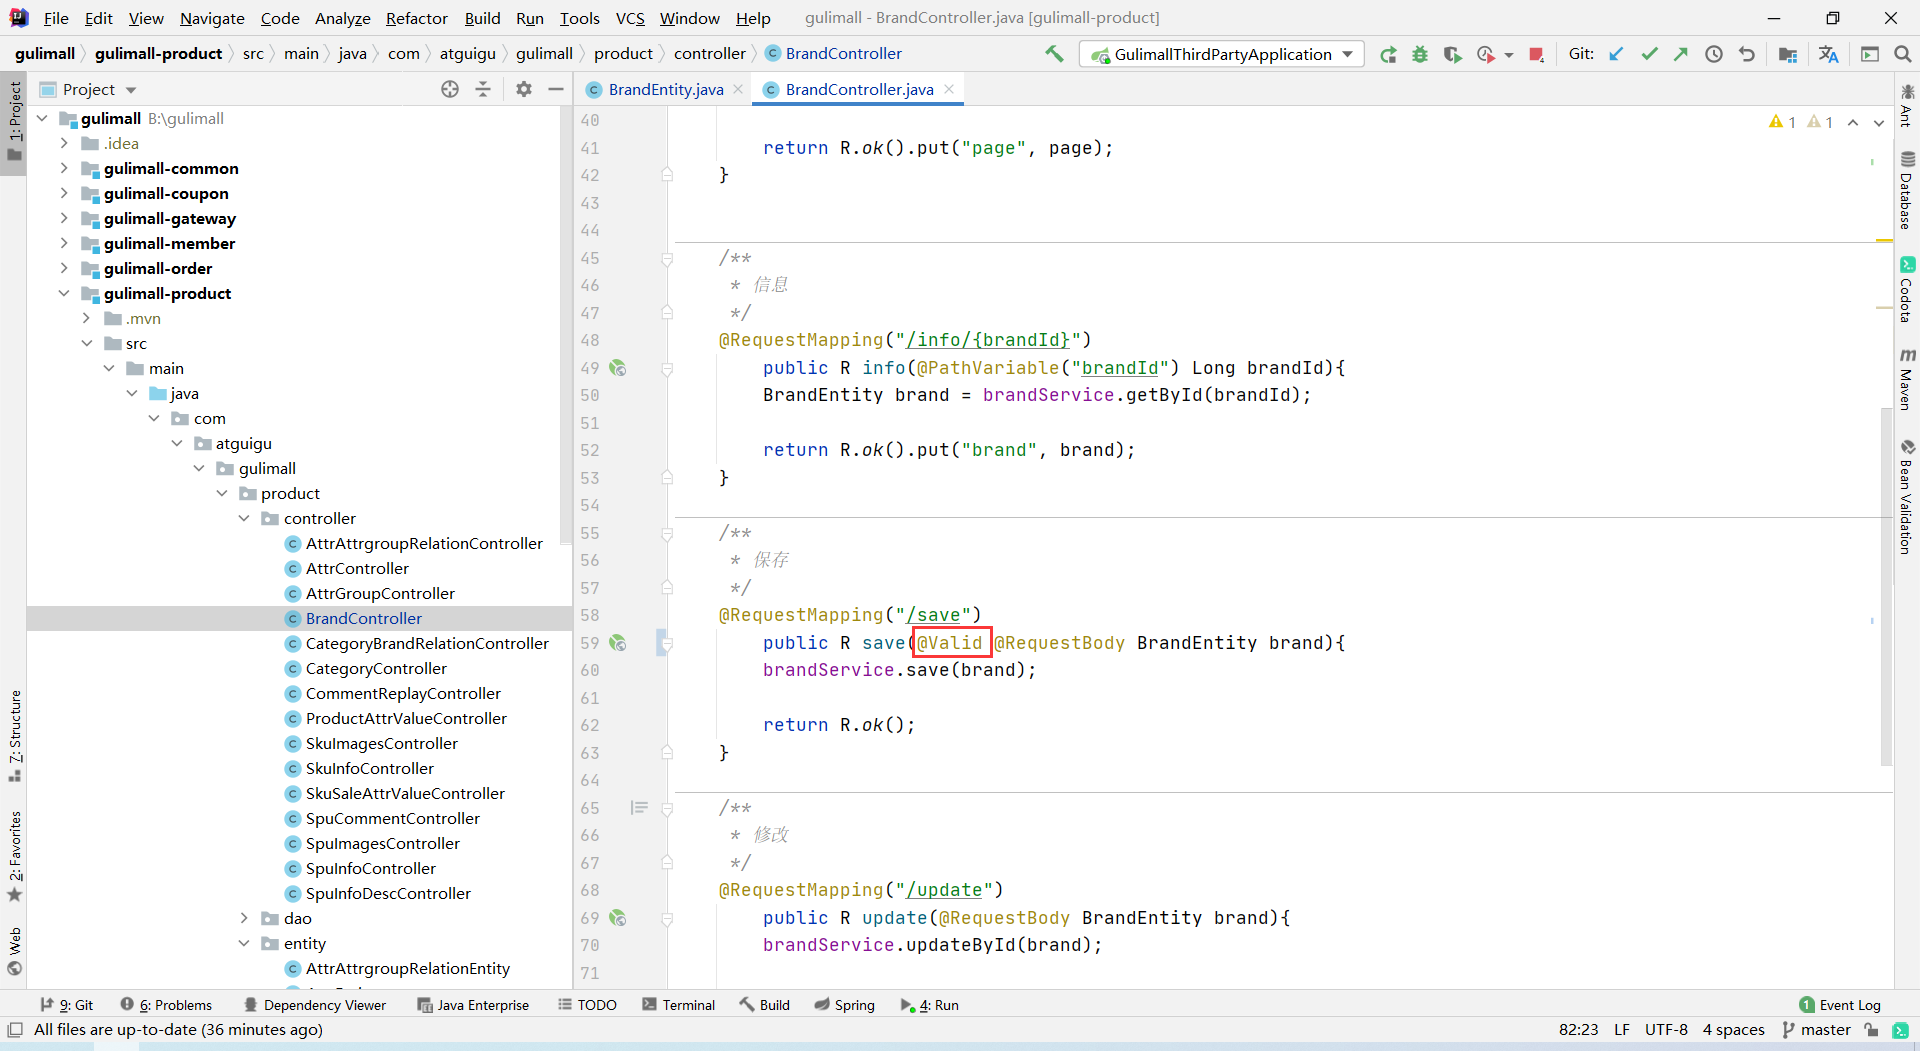 File Edit View Navigate Code Analyze Refactor Build Run Tools VCS Window Help gulimall - BrandController.java [gulimall-product]
gulimall gulimall-product src main java com atguigu gulimall product controller BrandController GulimallThirdPartyApplication Git:
Project
BrandEntity.java BrandController.java
1: Project
7: Structure
2: Favorites
Web
gulimall B:\gulimall
.idea
gulimall-common
gulimall-coupon
gulimall-gateway
gulimall-member
gulimall-order
gulimall-product
.mvn
src
main
java
com
atguigu
gulimall
product
controller
AttrAttrgroupRelationController
AttrController
AttrGroupController
BrandController
CategoryBrandRelationController
CategoryController
CommentReplayController
ProductAttrValueController
SkuImagesController
SkuInfoController
SkuSaleAttrValueController
SpuCommentController
SpuImagesController
SpuInfoController
SpuInfoDescController
dao
entity
AttrAttrgroupRelationEntity
1 1
40
41 return R.ok().put("page", page);
42 }
43
44
45 /**
46 * 信息
47 */
48 @RequestMapping("/info/{brandId}")
49 public R info(@PathVariable("brandId") Long brandId){
50 BrandEntity brand = brandService.getById(brandId);
51
52 return R.ok().put("brand", brand);
53 }
54
55 /**
56 * 保存
57 */
58 @RequestMapping("/save")
59 public R save(@Valid @RequestBody BrandEntity brand){
60 brandService.save(brand);
61
62 return R.ok();
63 }
64
65 /**
66 * 修改
67 */
68 @RequestMapping("/update")
69 public R update(@RequestBody BrandEntity brand){
70 brandService.updateById(brand);
71
Ant
Database
Codota
Maven
Bean Validation
9: Git 6: Problems Dependency Viewer Java Enterprise TODO Terminal Build Spring 4: Run 1 Event Log
All files are up-to-date (36 minutes ago) 82:23 LF UTF-8 4 spaces master